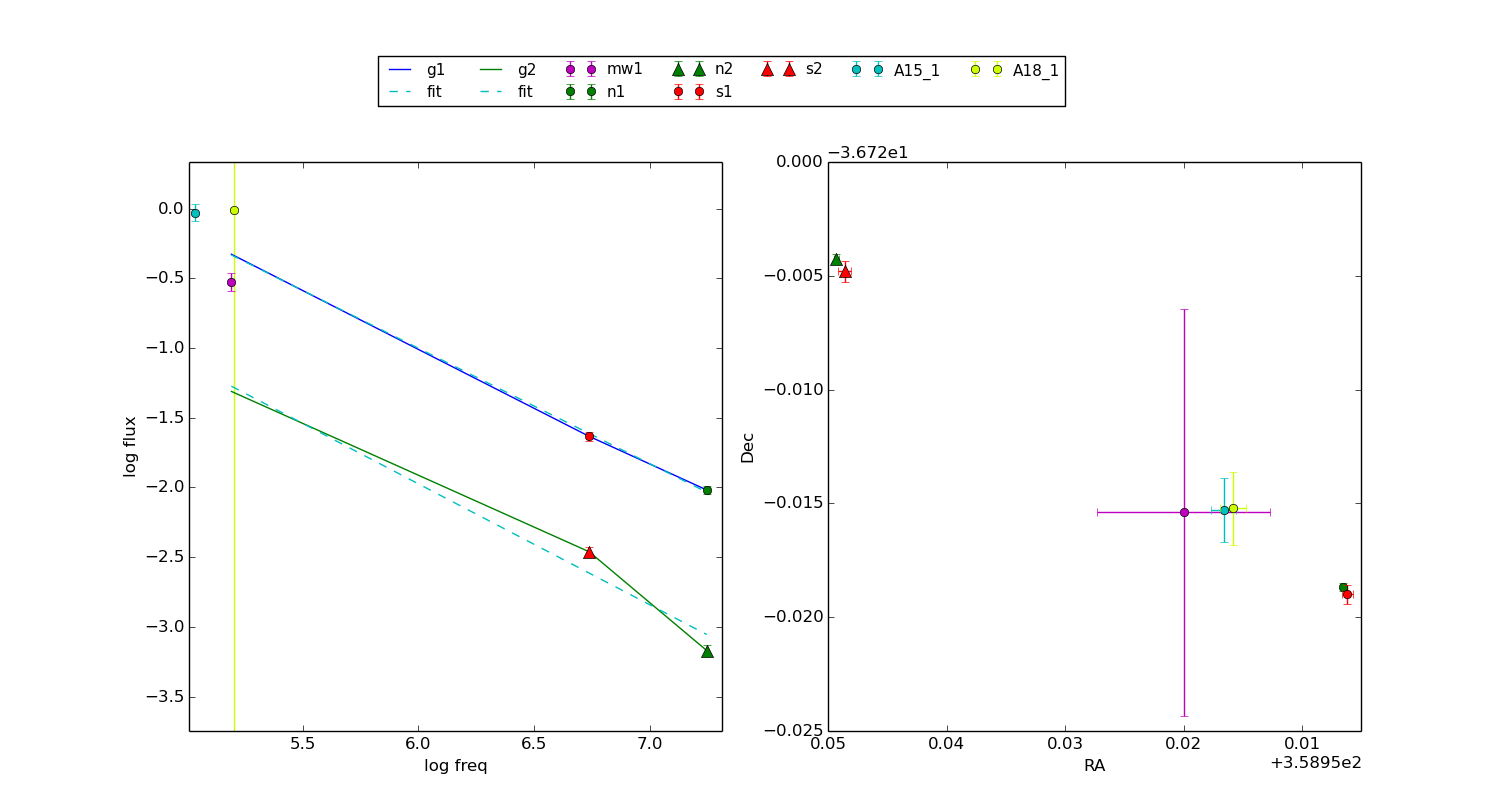 g1 g2 mw1 n2 s2 A15_1 A18_1
fit fit n1 s1
0.0
−0.5
−1.0
−1.5
−2.0
−2.5
−3.0
−3.5
log flux
5.5 6.0 6.5 7.0
log freq
−3.672e1
0.000
−0.005
−0.010
−0.015
−0.020
−0.025
Dec
0.05 0.04 0.03 0.02 0.01
RA
+3.5895e2